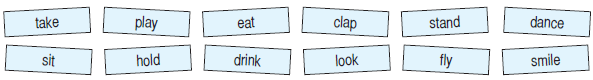 take play eat clap stand dance
sit hold drink look fly smile